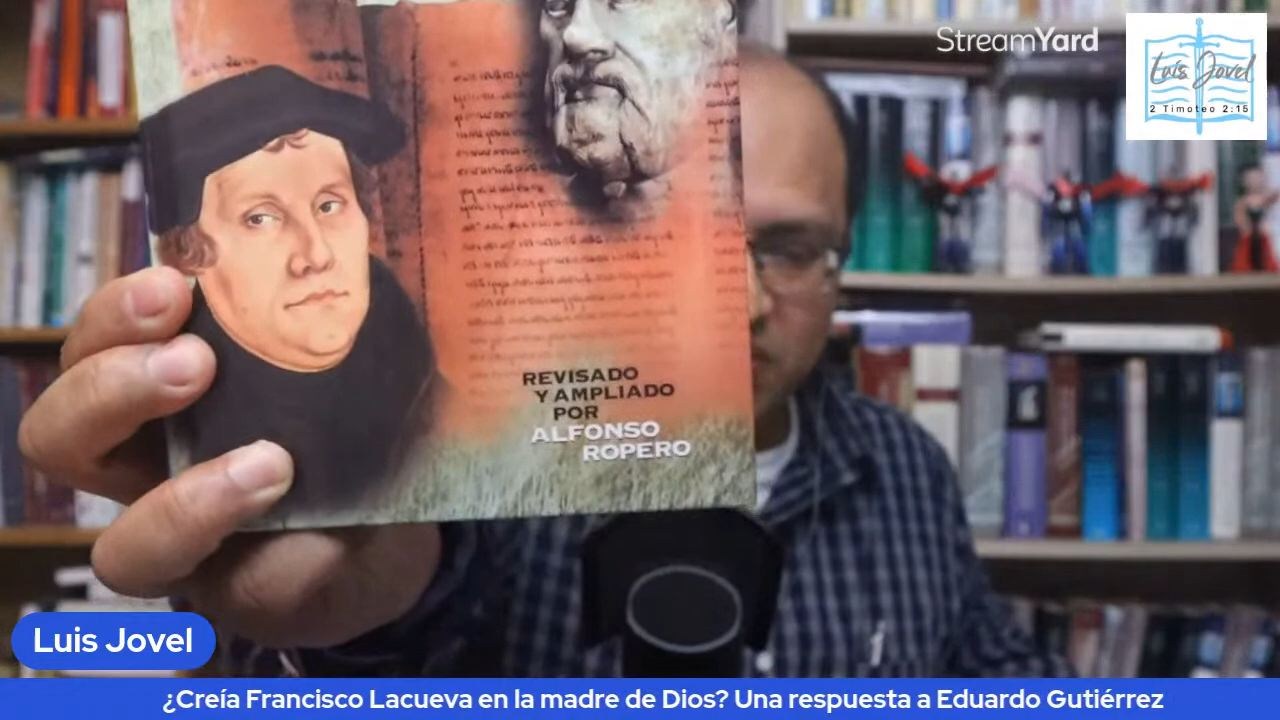 StreamYard
Luis Jovel
2 Timoteo 2:15
REVISADO
Y AMPLIADO
POR
ALFONSO
ROPERO
Luis Jovel
¿Creía Francisco Lacueva en la madre de Dios? Una respuesta a Eduardo Gutiérrez